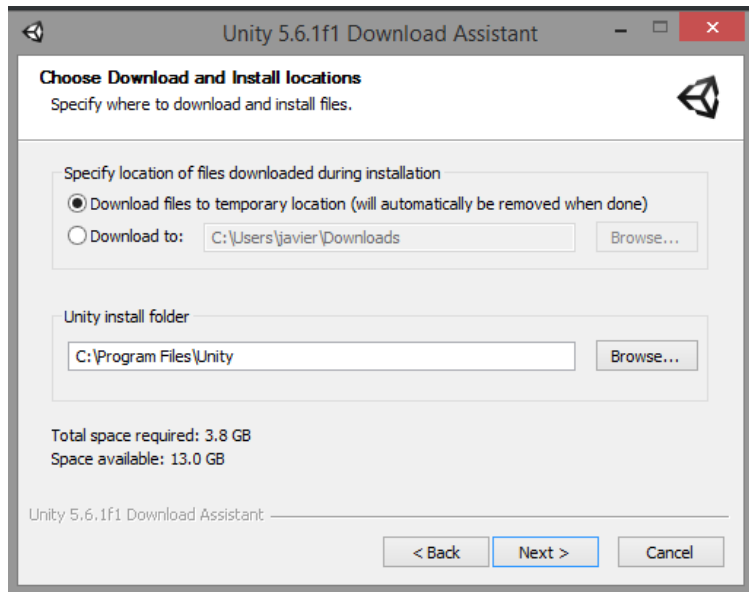 Unity 5.6.1f1 Download Assistant
Choose Download and Install locations
Specify where to download and install files.
Specify location of files downloaded during installation
Download files to temporary location (will automatically be removed when done)
Download to: C:\Users\javier\Downloads Browse...
Unity install folder
C:\Program Files\Unity Browse...
Total space required: 3.8 GB
Space available: 13.0 GB
Unity 5.6.1f1 Download Assistant
< Back Next > Cancel